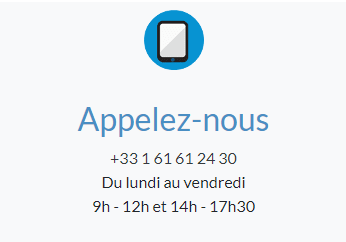 Appelez-nous
+33 1 61 61 24 30
Du lundi au vendredi
9h - 12h et 14h - 17h30